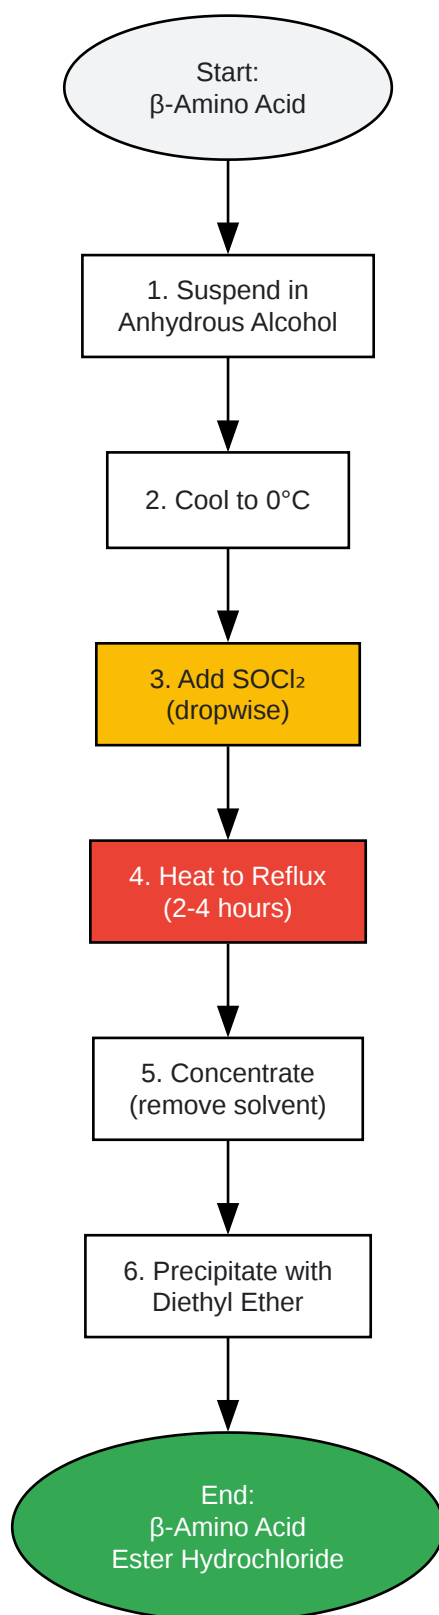 Start:
β-Amino Acid
1. Suspend in
Anhydrous Alcohol
2. Cool to 0°C
3. Add SOCl₂
(dropwise)
4. Heat to Reflux
(2-4 hours)
5. Concentrate
(remove solvent)
6. Precipitate with
Diethyl Ether
End:
β-Amino Acid
Ester Hydrochloride